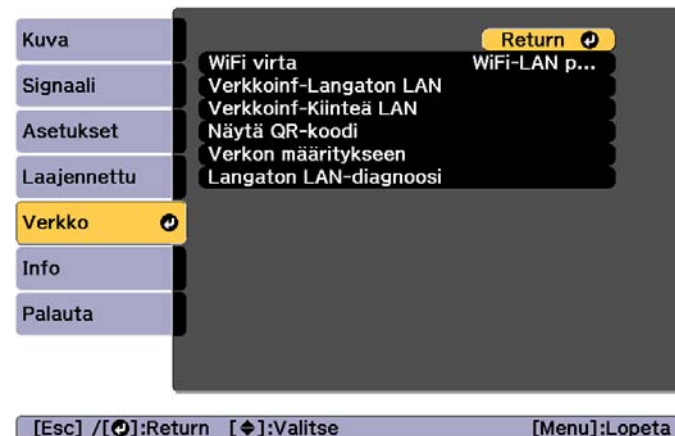 Kuva
Signaali
Asetukset
Laajennettu
Verkko
Info
Palauta
Return
WiFi virta WiFi-LAN p...
Verkkoinf-Langaton LAN
Verkkoinf-Kiinteä LAN
Näytä QR-koodi
Verkon määritykseen
Langaton LAN-diagnoosi
[Esc] /[]:Return []:Valitse [Menu]:Lopeta